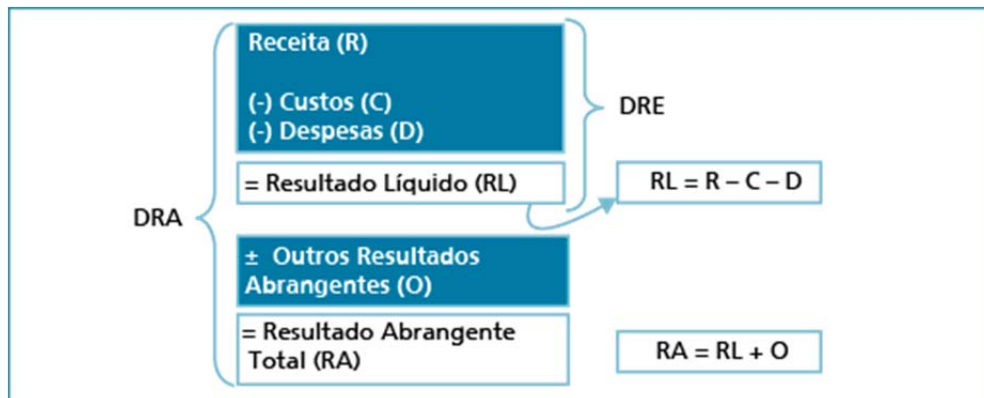 Receita (R)
(-) Custos (C)
(-) Despesas (D)
DRE
= Resultado Líquido (RL)
RL = R – C – D
DRA
± Outros Resultados
Abrangentes (O)
= Resultado Abrangente
Total (RA)
RA = RL + O